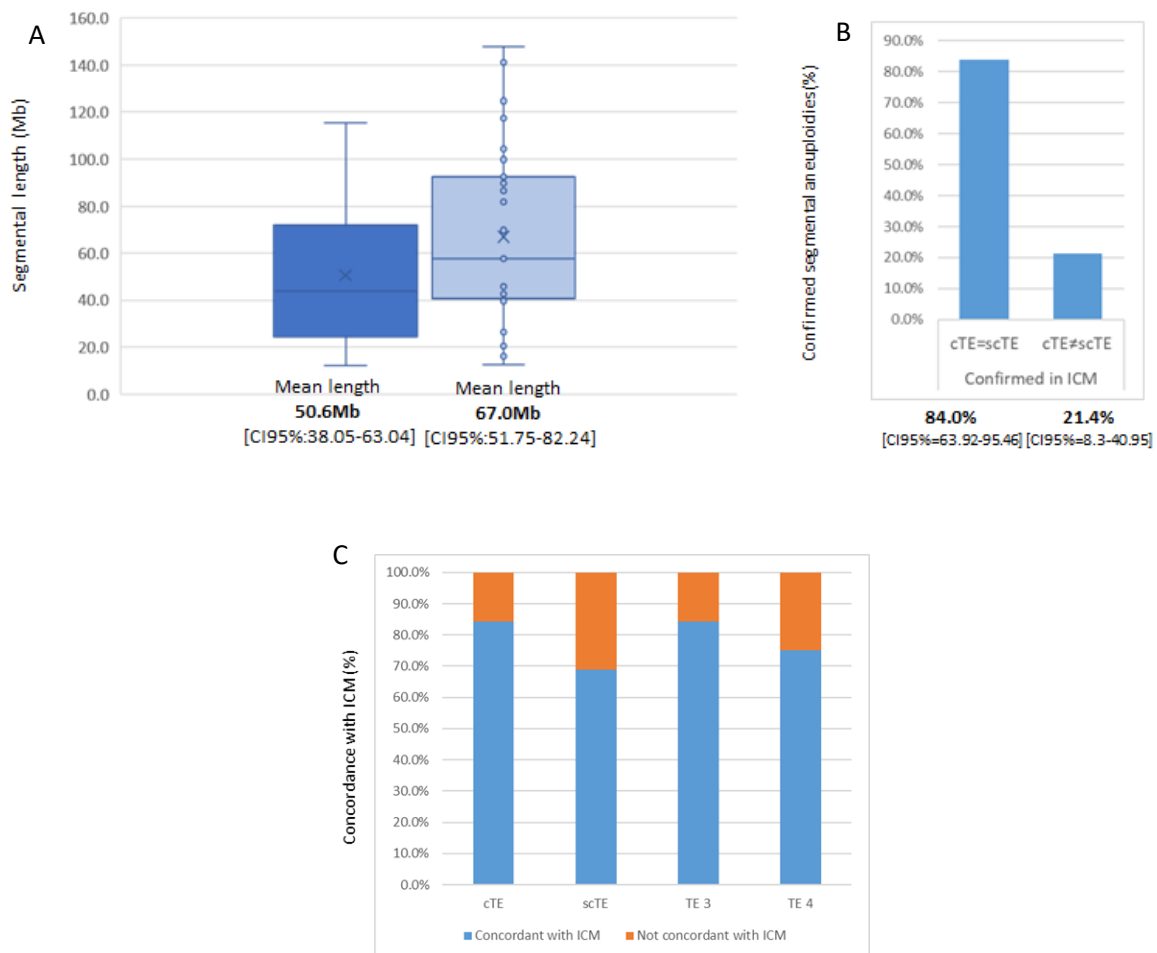 A
Segmental length (Mb)
160.0
140.0
120.0
100.0
80.0
60.0
40.0
20.0
0.0
Mean length
50.6Mb
[CI95%:38.05-63.04]
Mean length
67.0Mb
[CI95%:51.75-82.24]
B
Confirmed segmental aneuploidies(%)
90.0%
80.0%
70.0%
60.0%
50.0%
40.0%
30.0%
20.0%
10.0%
0.0%
cTE=scTE cTE≠scTE
Confirmed in ICM
84.0% 21.4%
[CI95%=63.92-95.46] [CI95%=8.3-40.95]
C
Concordance with ICM (%)
100.0%
90.0%
80.0%
70.0%
60.0%
50.0%
40.0%
30.0%
20.0%
10.0%
0.0%
cTE scTE TE 3 TE 4
Concordant with ICM Not concordant with ICM